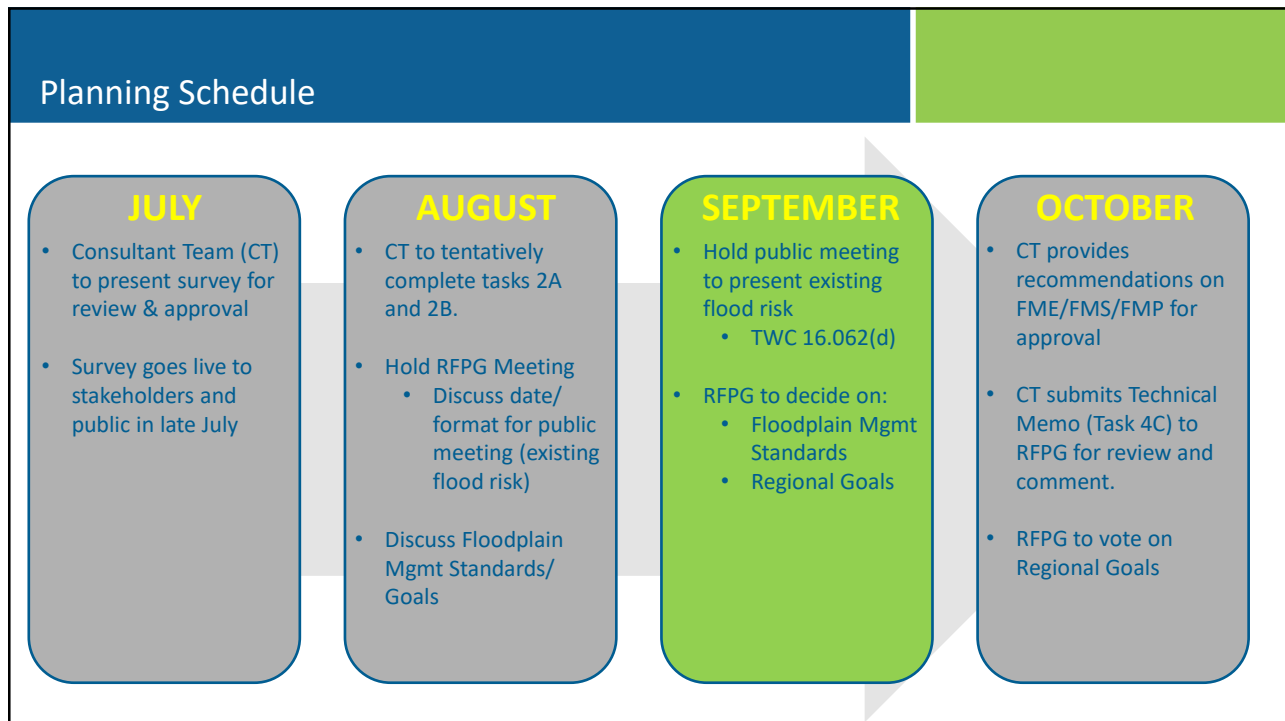 Planning Schedule
JULY
• Consultant Team (CT)
to present survey for
review & approval
• Survey goes live to
stakeholders and
public in late July
AUGUST
• CT to tentatively
complete tasks 2A
and 2B.
• Hold RFPG Meeting
• Discuss date/
format for public
meeting (existing
flood risk)
• Discuss Floodplain
Mgmt Standards/
Goals
SEPTEMBER
• Hold public meeting
to present existing
flood risk
• TWC 16.062(d)
• RFPG to decide on:
• Floodplain Mgmt
Standards
• Regional Goals
OCTOBER
• CT provides
recommendations on
FME/FMS/FMP for
approval
• CT submits Technical
Memo (Task 4C) to
RFPG for review and
comment.
• RFPG to vote on
Regional Goals